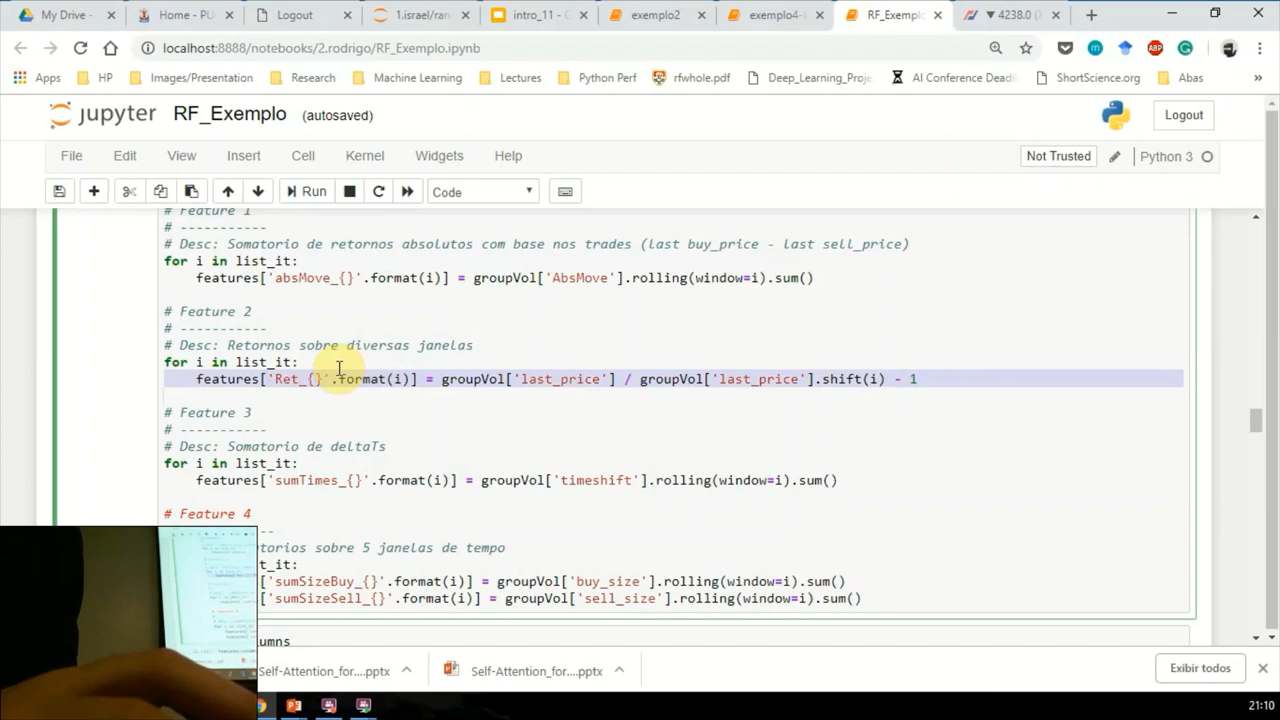 My Drive
Home - PU
Logout
1.israel/ran
intro_11 - G
exemplo2
exemplo4-
RF_Exemplo
▼ 4238.0 (
localhost:8888/notebooks/2.rodrigo/RF_Exemplo.ipynb
Apps
HP
Images/Presentation
Research
Machine Learning
Lectures
Python Perf
rfwhole.pdf
Deep_Learning_Proje
AI Conference Deadli
ShortScience.org
Abas
»
jupyter RF_Exemplo (autosaved)
Logout
File Edit View Insert Cell Kernel Widgets Help
Not Trusted
Python 3
Run
Code
# Feature 1
# -----------
# Desc: Somatorio de retornos absolutos com base nos trades (last buy_price - last sell_price)
for i in list_it:
features['absMove_{}'.format(i)] = groupVol['AbsMove'].rolling(window=i).sum()
# Feature 2
# -----------
# Desc: Retornos sobre diversas janelas
for i in list_it:
features['Ret_{}'.format(i)] = groupVol['last_price'] / groupVol['last_price'].shift(i) - 1
# Feature 3
# -----------
# Desc: Somatorio de deltaTs
for i in list_it:
features['sumTimes_{}'.format(i)] = groupVol['timeshift'].rolling(window=i).sum()
# Feature 4
--
torios sobre 5 janelas de tempo
t_it:
['sumSizeBuy_{}'.format(i)] = groupVol['buy_size'].rolling(window=i).sum()
['sumSizeSell_{}'.format(i)] = groupVol['sell_size'].rolling(window=i).sum()
umns
Self-Attention_for....pptx
Self-Attention_for....pptx
Exibir todos
21:10